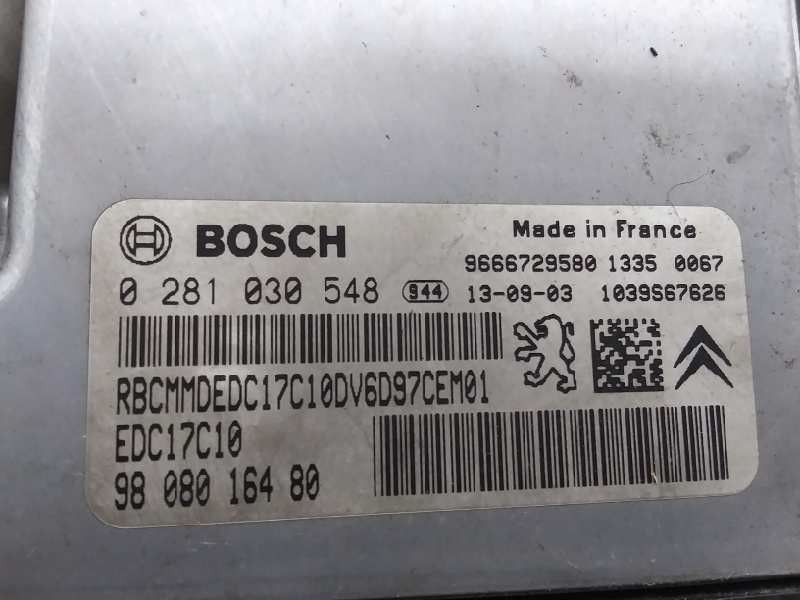 BOSCH
Made in France
9666729580 1335 0067
0 281 030 548 944 13-09-03 1039S67626
RBCMMDEDC17C10DV6D97CEM01
EDC17C10
98 080 164 80